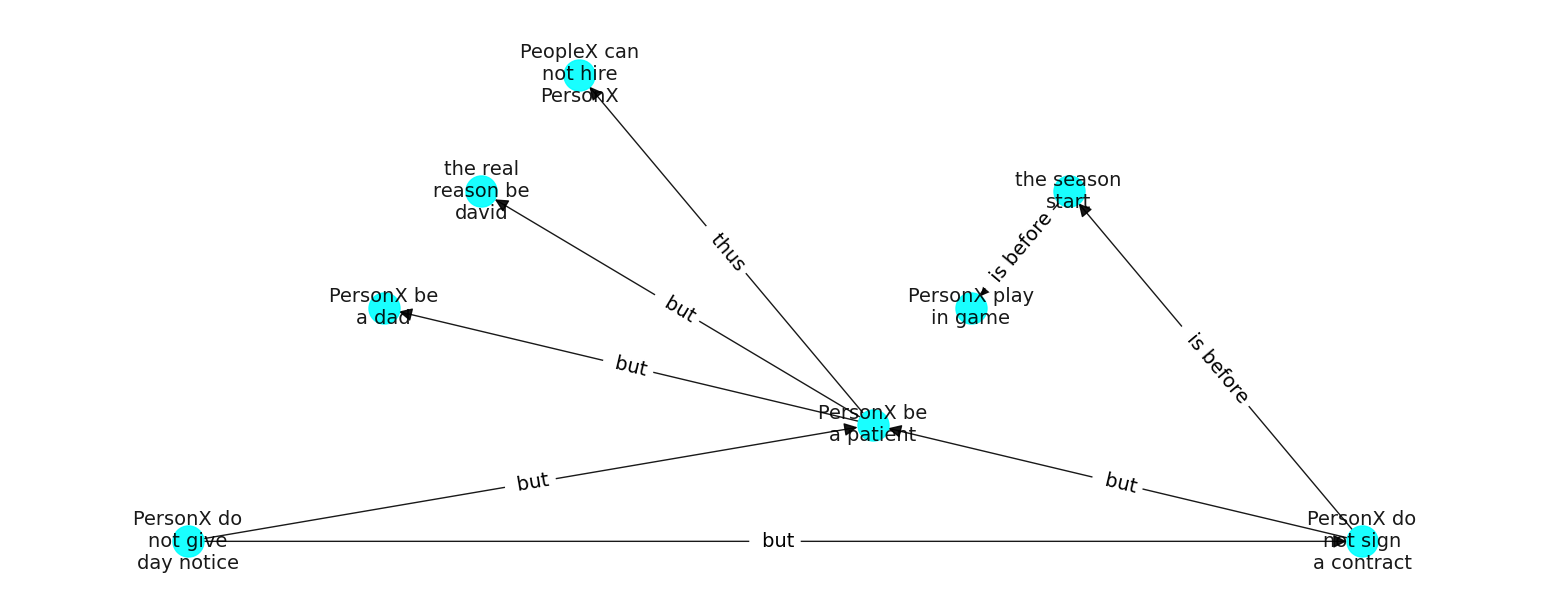 PeopleX can
not hire
PersonX
the real
reason be
david
the season
start
thus
is before
PersonX be
a dad
but
PersonX play
in game
but
is before
PersonX be
a patient
but
but
PersonX do
not give
day notice
but
PersonX do
not sign
a contract